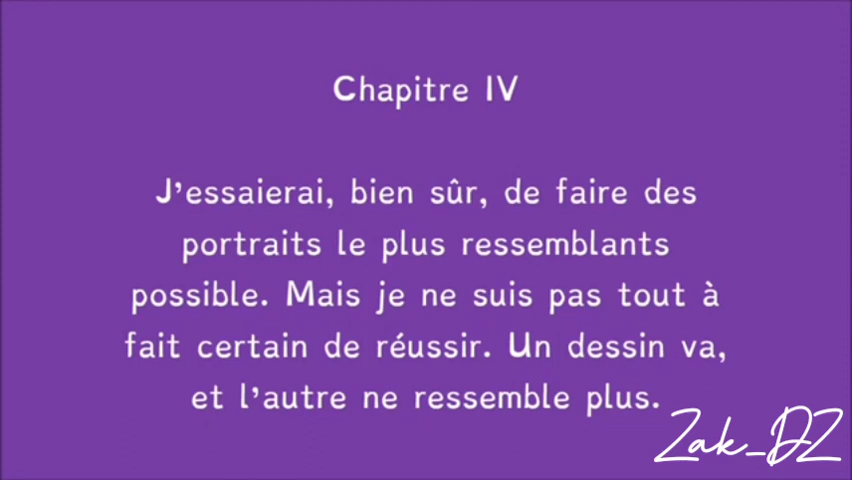 Chapitre IV
J'essaierai, bien sûr, de faire des
portraits le plus ressemblants
possible. Mais je ne suis pas tout à
fait certain de réussir. Un dessin va,
et l'autre ne ressemble plus.
Zak_DZ